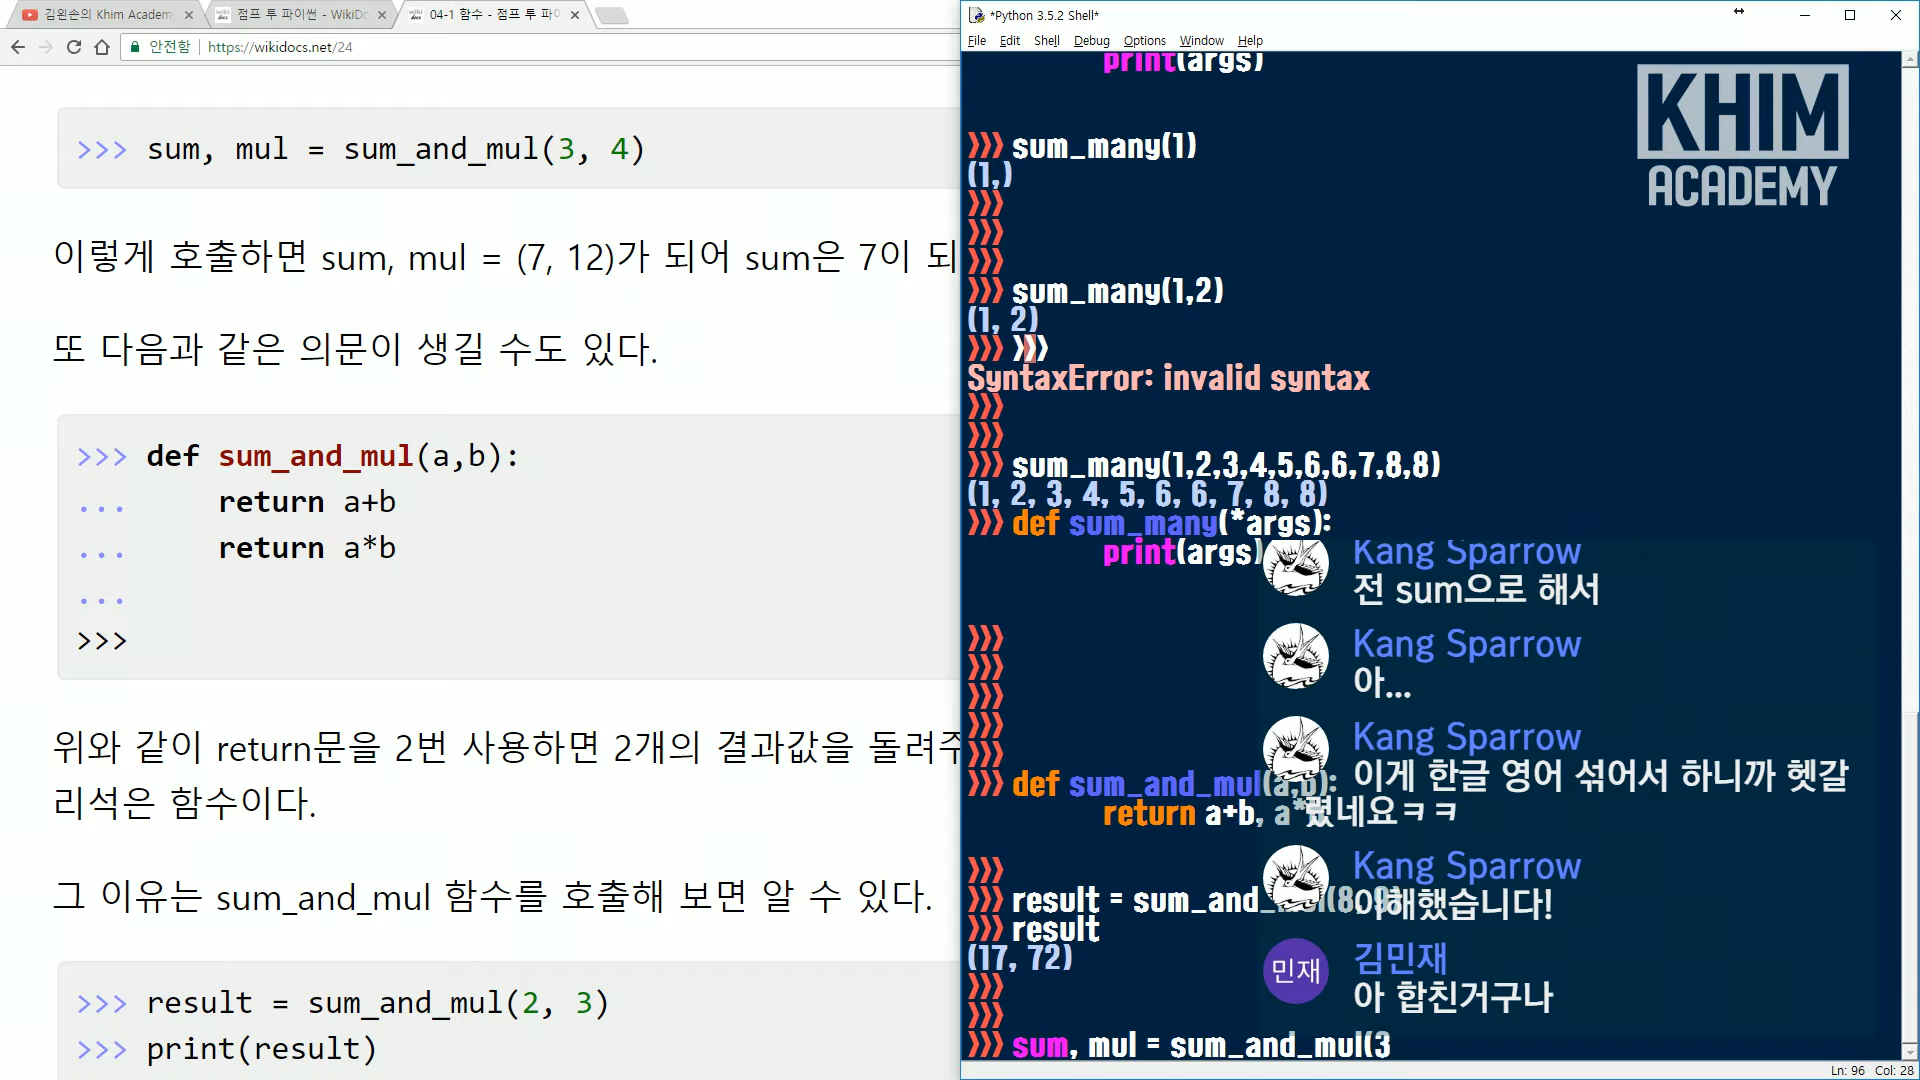 김왼손의 Khim Academ
점프 투 파이썬 - WikiDo
04-1 함수 - 점프 투 파이
안전함 https://wikidocs.net/24
>>> sum, mul = sum_and_mul(3, 4)
이렇게 호출하면 sum, mul = (7, 12)가 되어 sum은 7이 되
또 다음과 같은 의문이 생길 수도 있다.
>>> def sum_and_mul(a,b):
... return a+b
... return a*b
...
>>>
위와 같이 return문을 2번 사용하면 2개의 결과값을 돌려주
리석은 함수이다.
그 이유는 sum_and_mul 함수를 호출해 보면 알 수 있다.
>>> result = sum_and_mul(2, 3)
>>> print(result)
*Python 3.5.2 Shell*
File Edit Shell Debug Options Window Help
print(args)
KHIM
ACADEMY
>>> sum_many(1)
(1,)
>>>
>>>
>>>
>>> sum_many(1,2)
(1, 2)
>>> >>>
SyntaxError: invalid syntax
>>>
>>>
>>> sum_many(1,2,3,4,5,6,6,7,8,8)
(1, 2, 3, 4, 5, 6, 6, 7, 8, 8)
>>> def sum_many(*args):
print(args)
>>>
>>>
>>>
>>>
>>>
>>> def sum_and_mul(a,b):
return a+b, a*
>>>
>>> result = sum_and_mul(8, 9)
>>> result
(17, 72)
>>>
>>>
>>> sum, mul = sum_and_mul(3
Kang Sparrow
전 sum으로 해서
Kang Sparrow
아...
Kang Sparrow
이게 한글 영어 섞어서 하니까 헷갈
렸네요ㅋㅋ
Kang Sparrow
이해했습니다!
민재
김민재
아 합친거구나
Ln: 96 Col: 28